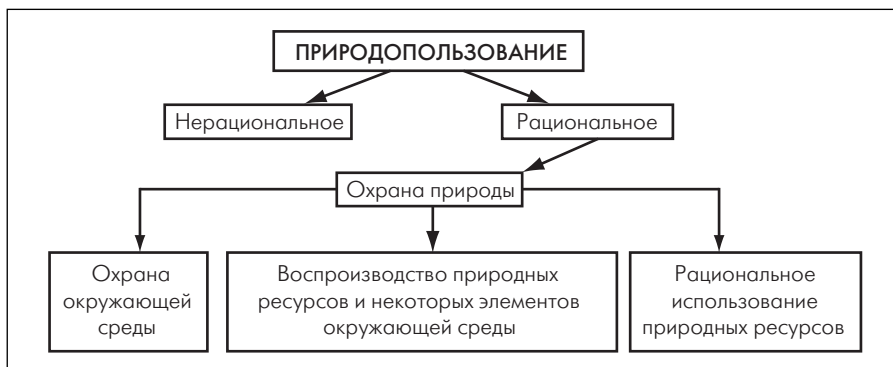 ПРИРОДОПОЛЬЗОВАНИЕ
Нерациональное
Рациональное
Охрана природы
Охрана
окружающей
среды
Воспроизводство природных
ресурсов и некоторых элементов
окружающей среды
Рациональное
использование
природных ресурсов